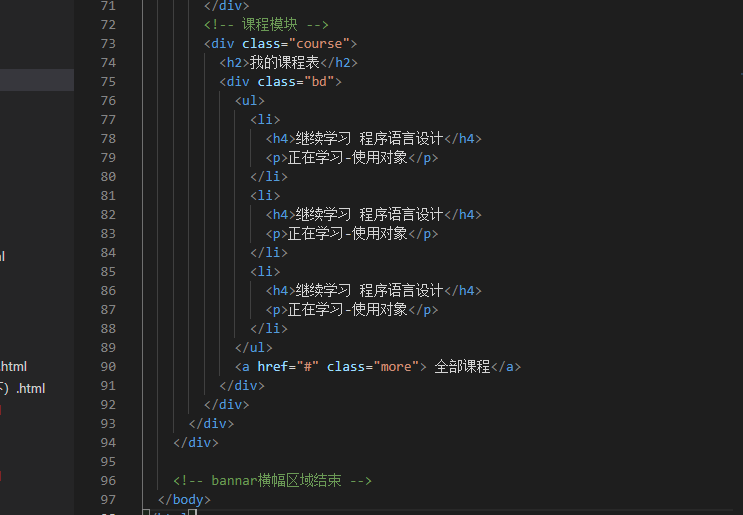 71 </div>
72 <!-- 课程模块 -->
73 <div class="course">
74 <h2>我的课程表</h2>
75 <div class="bd">
76 <ul>
77 <li>
78 <h4>继续学习 程序语言设计</h4>
79 <p>正在学习-使用对象</p>
80 </li>
81 <li>
82 <h4>继续学习 程序语言设计</h4>
83 <p>正在学习-使用对象</p>
84 </li>
85 <li>
86 <h4>继续学习 程序语言设计</h4>
87 <p>正在学习-使用对象</p>
88 </li>
89 </ul>
90 <a href="#" class="more"> 全部课程</a>
91 </div>
92 </div>
93 </div>
94 </div>
95
96 <!-- bannar横幅区域结束 -->
97 </body>
.html
) .html